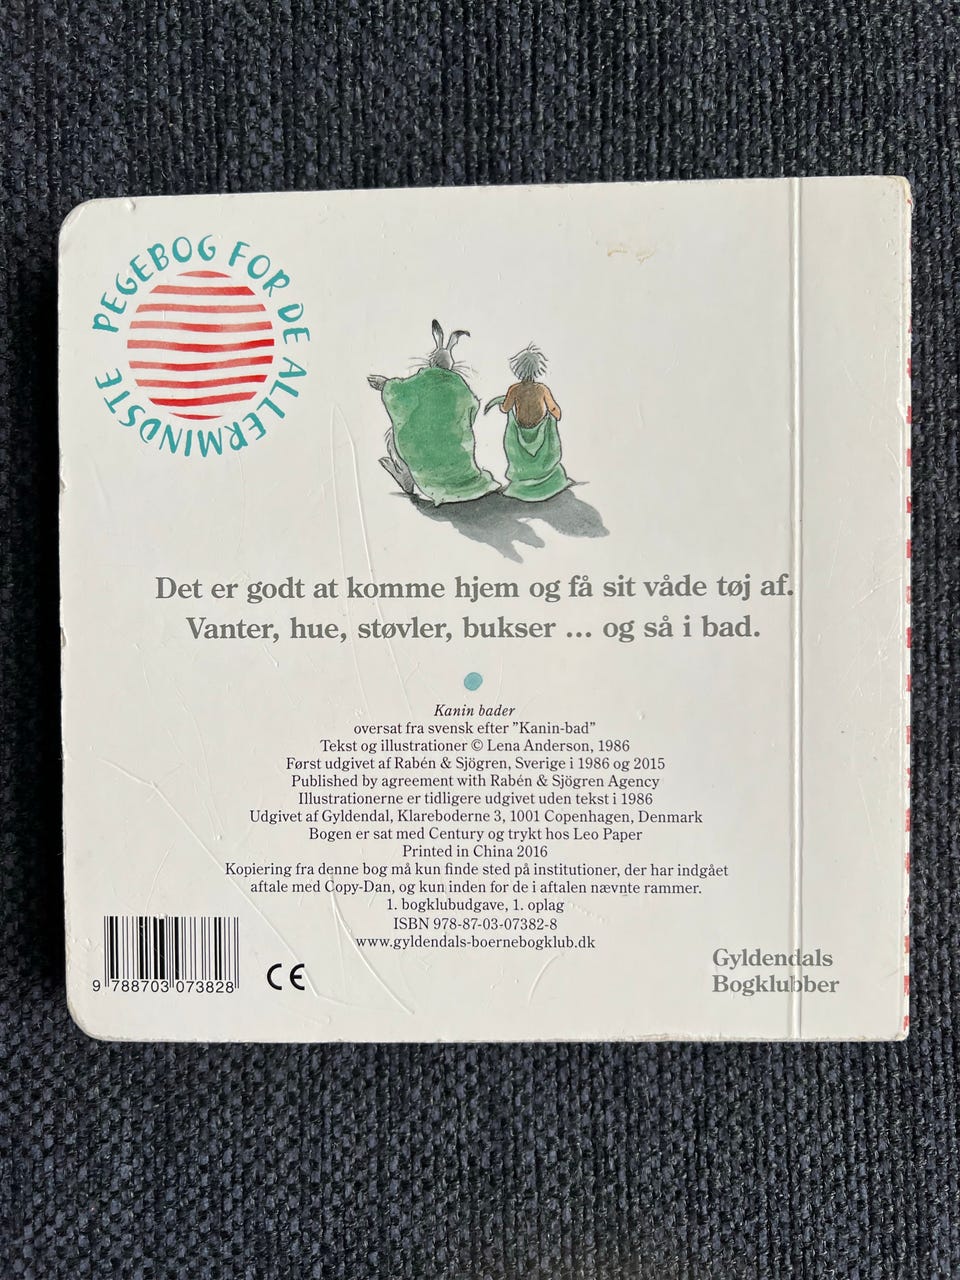 PEGEBOG FOR DE ALLERMINDSTE
Det er godt at komme hjem og få sit våde tøj af.
Vanter, hue, støvler, bukser ... og så i bad.
Kanin bader
oversat fra svensk efter ”Kanin-bad”
Tekst og illustrationer © Lena Anderson, 1986
Først udgivet af Rabén & Sjögren, Sverige i 1986 og 2015
Published by agreement with Rabén & Sjögren Agency
Illustrationerne er tidligere udgivet uden tekst i 1986
Udgivet af Gyldendal, Klareboderne 3, 1001 Copenhagen, Denmark
Bogen er sat med Century og trykt hos Leo Paper
Printed in China 2016
Kopiering fra denne bog må kun finde sted på institutioner, der har indgået
aftale med Copy-Dan, og kun inden for de i aftalen nævnte rammer.
1. bogklubudgave, 1. oplag
ISBN 978-87-03-07382-8
www.gyldendals-boernebogklub.dk
9 788703 073828
CE
Gyldendals
Bogklubber